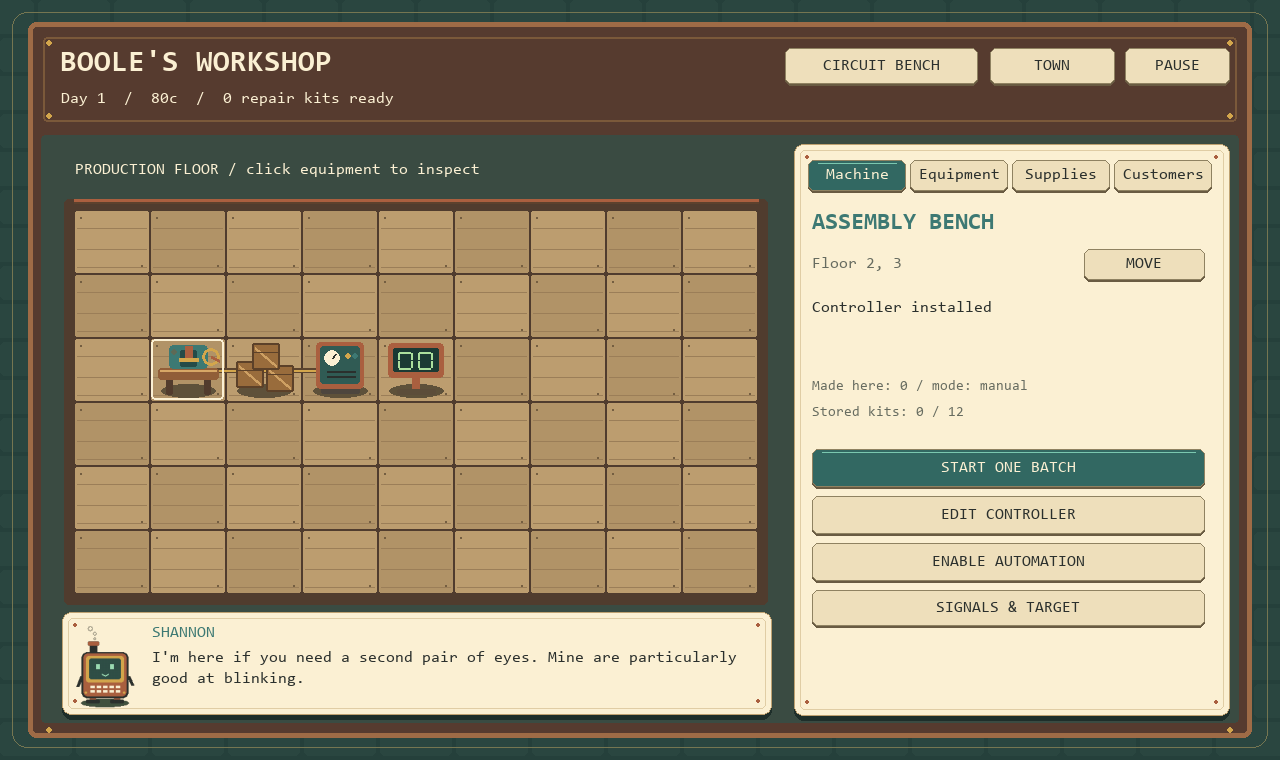 BOOLE'S WORKSHOP
Day 1 / 80c / 0 repair kits ready
CIRCUIT BENCH
TOWN
PAUSE
PRODUCTION FLOOR / click equipment to inspect
00
SHANNON
I'm here if you need a second pair of eyes. Mine are particularly
good at blinking.
Machine
Equipment
Supplies
Customers
ASSEMBLY BENCH
Floor 2, 3
MOVE
Controller installed
Made here: 0 / mode: manual
Stored kits: 0 / 12
START ONE BATCH
EDIT CONTROLLER
ENABLE AUTOMATION
SIGNALS & TARGET